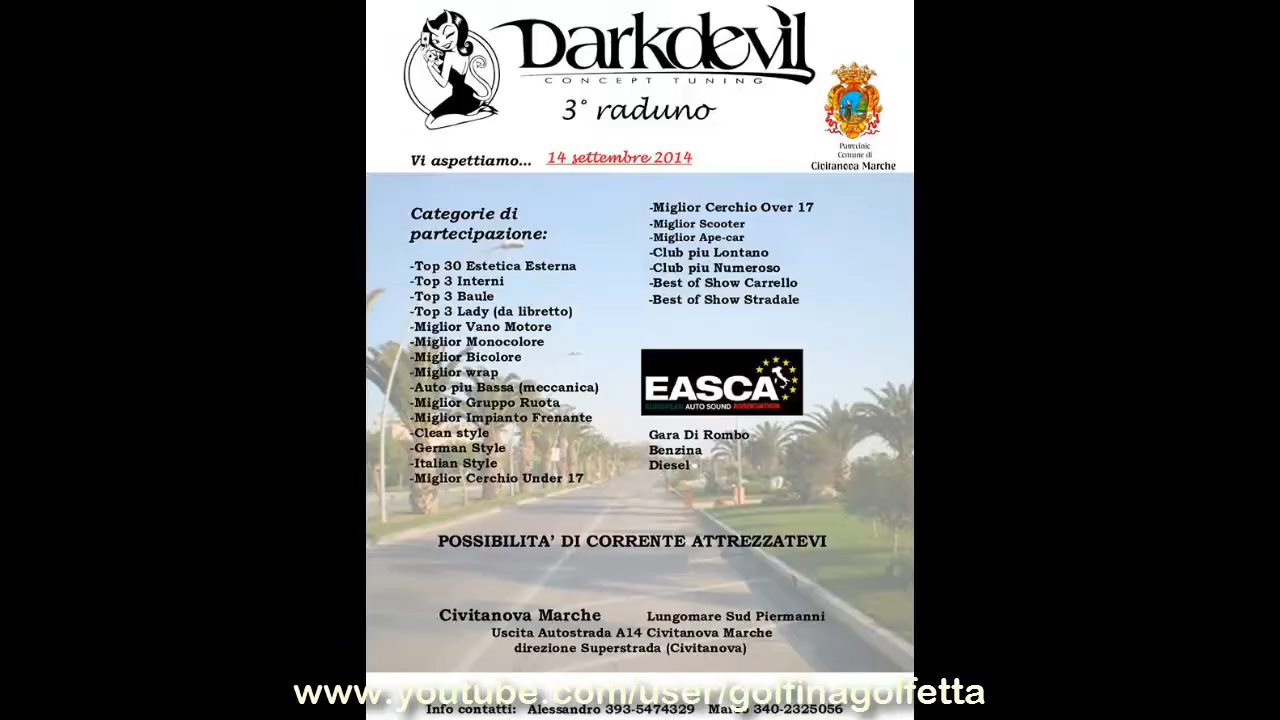 Darkdevil
CONCEPT TUNING
3° raduno
Vi aspettiamo... 14 settembre 2014
Patrocinio
Comune di
Civitanova Marche
Categorie di
partecipazione:
-Top 30 Estetica Esterna
-Top 3 Interni
-Top 3 Baule
-Top 3 Lady (da libretto)
-Miglior Vano Motore
-Miglior Monocolore
-Miglior Bicolore
-Miglior wrap
-Auto piu Bassa (meccanica)
-Miglior Gruppo Ruota
-Miglior Impianto Frenante
-Clean style
-German Style
-Italian Style
-Miglior Cerchio Under 17
-Miglior Cerchio Over 17
-Miglior Scooter
-Miglior Ape-car
-Club piu Lontano
-Club piu Numeroso
-Best of Show Carrello
-Best of Show Stradale
EASCA
EUROPEAN AUTO SOUND ASSOCIATION
Gara Di Rombo
Benzina
Diesel
POSSIBILITA' DI CORRENTE ATTREZZATEVI
Civitanova Marche Lungomare Sud Piermanni
Uscita Autostrada A14 Civitanova Marche
direzione Superstrada (Civitanova)
www.youtube.com/user/golfinagolfetta
Info contatti: Alessandro 393-5474329 340-2325056